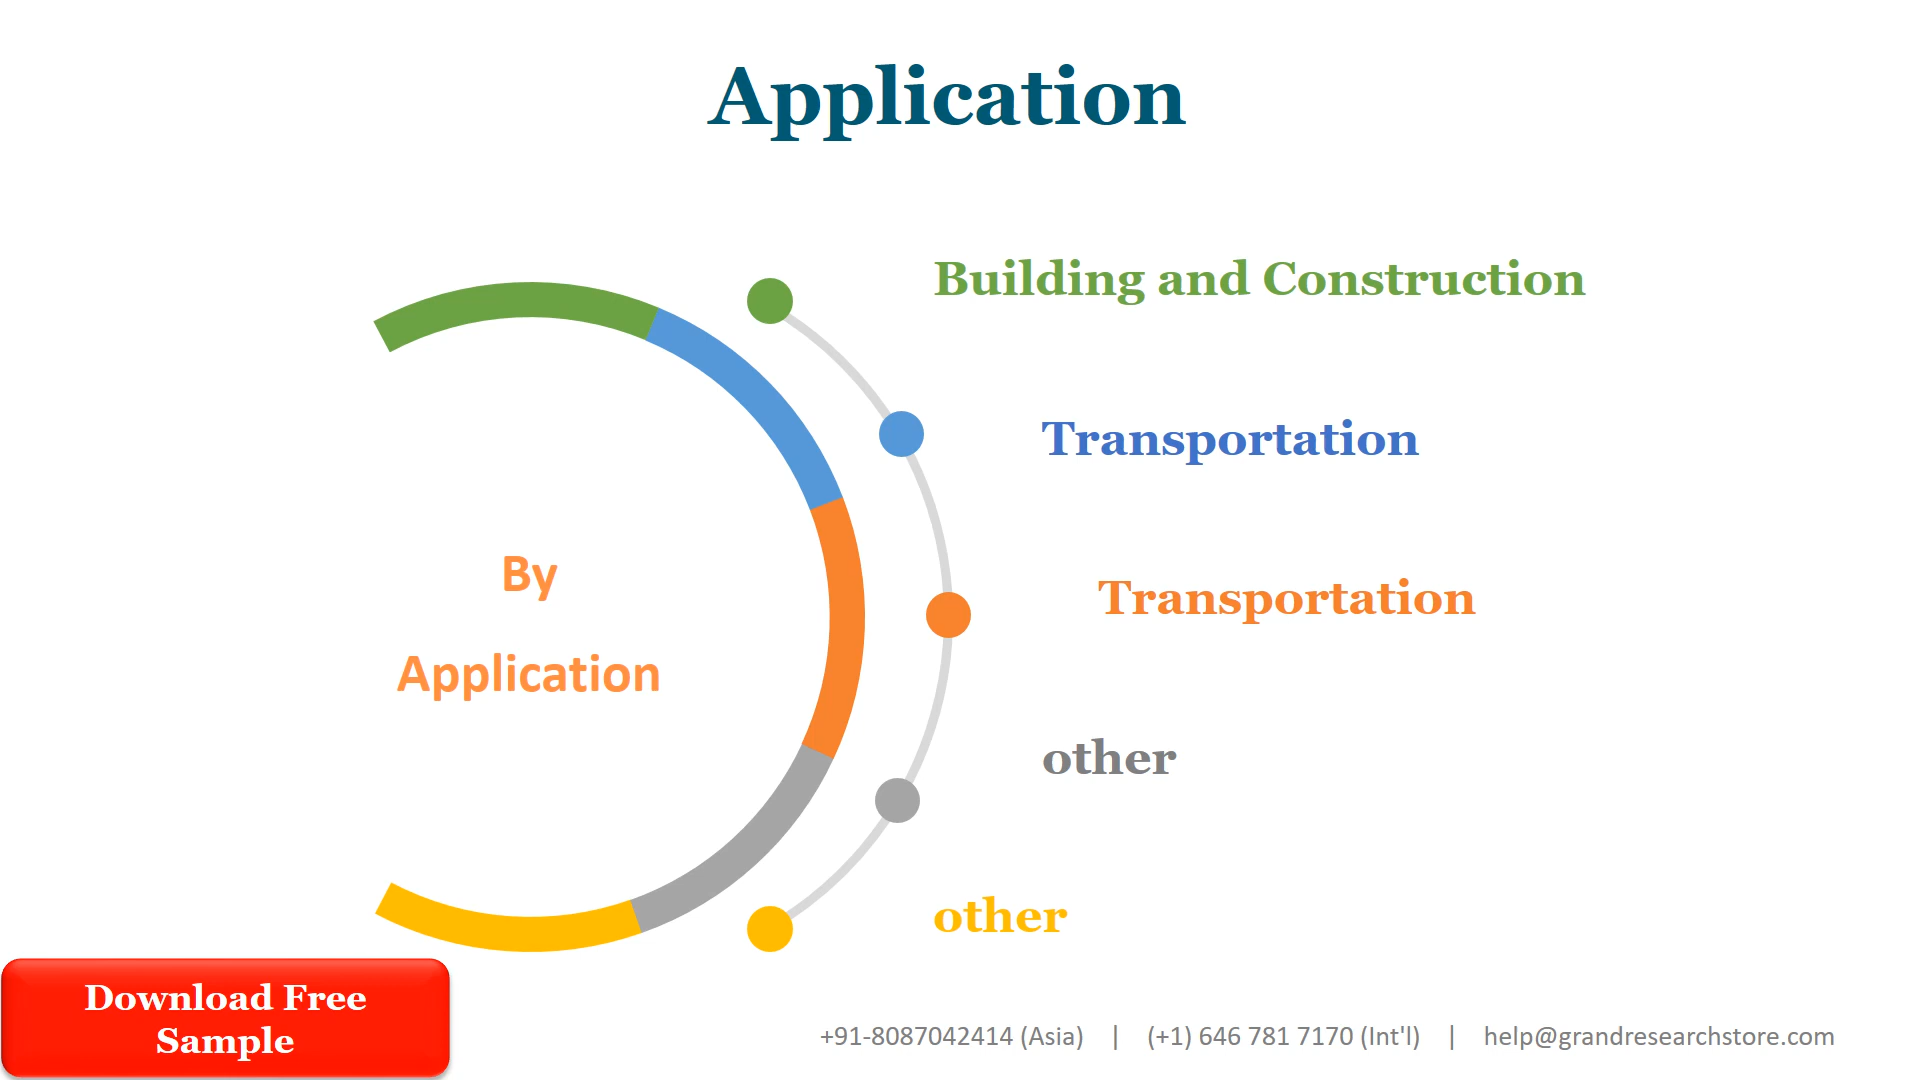 Application
Building and Construction
Transportation
By
Application
Transportation
other
other
Download Free
Sample
+91-8087042414 (Asia) | (+1) 646 781 7170 (Int'l) | help@grandresearchstore.com